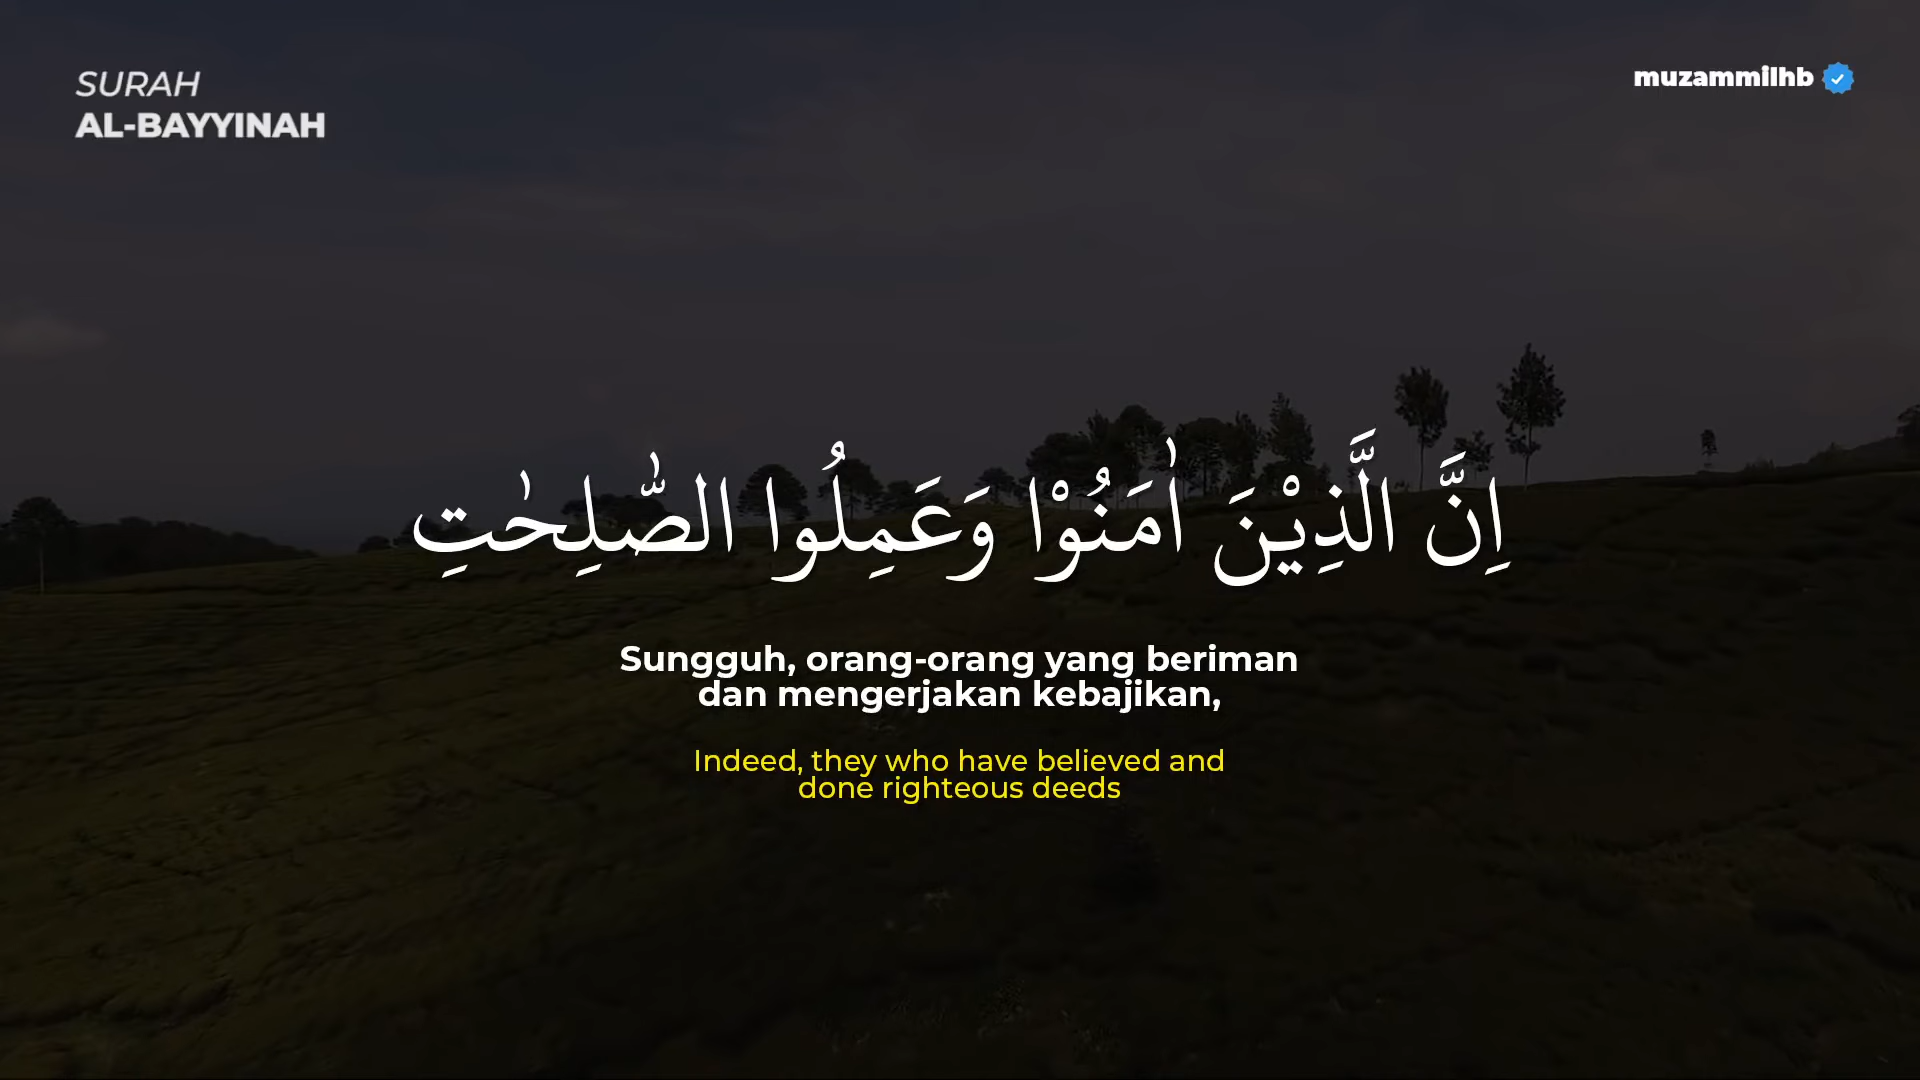 SURAH
AL-BAYYINAH
muzammilhb
اِنَّ الَّذِيْنَ اٰمَنُوْا وَعَمِلُوا الصّٰلِحٰتِ
Sungguh, orang-orang yang beriman
dan mengerjakan kebajikan,
Indeed, they who have believed and
done righteous deeds